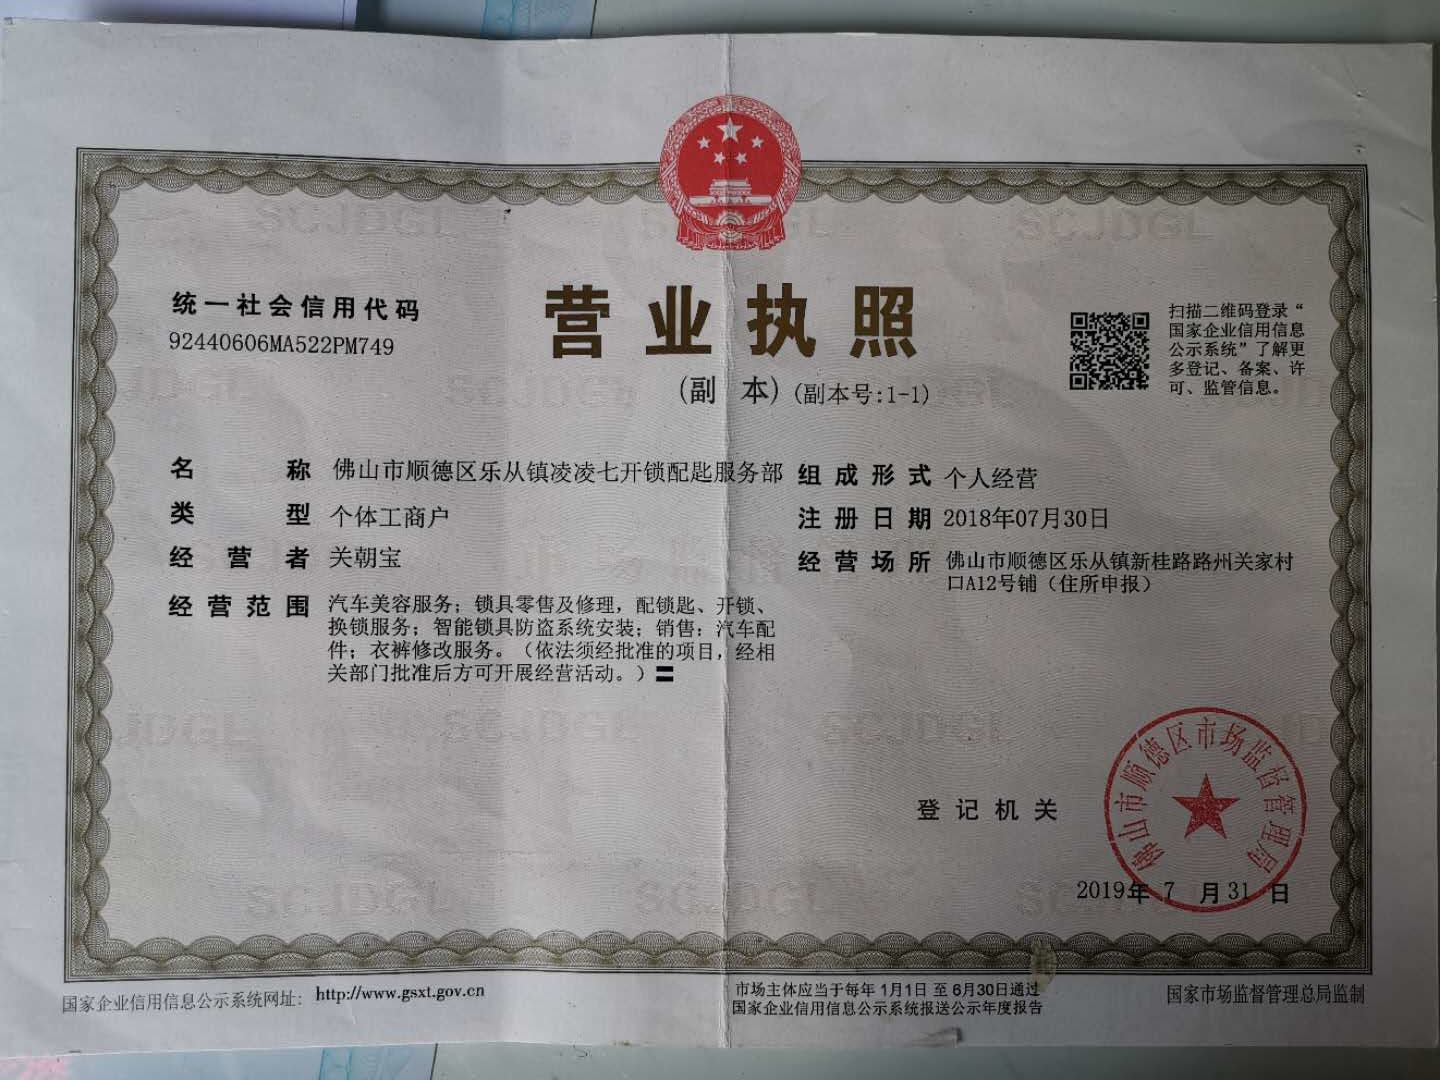 统一社会信用代码
92440606MA522PM749
营业执照
(副 本) (副本号:1-1)
扫描二维码登录“
国家企业信用信息
公示系统”了解更
多登记、备案、许
可、监管信息。
名称 佛山市顺德区乐从镇凌凌七开锁配匙服务部
类型 个体工商户
经营者 关朝宝
经营范围 汽车美容服务；锁具零售及修理，配锁匙、开锁、
换锁服务；智能锁具防盗系统安装；销售：汽车配
件；衣裤修改服务。（依法须经批准的项目，经相
关部门批准后方可开展经营活动。）〓
组成形式 个人经营
注册日期 2018年07月30日
经营场所 佛山市顺德区乐从镇新桂路路州关家村
口A12号铺（住所申报）
登记机关
佛山市顺德区市场监督管理局
2019年 7 月 31 日
国家企业信用信息公示系统网址: http://www.gsxt.gov.cn
市场主体应当于每年 1月1日 至 6月30日通过
国家企业信用信息公示系统报送公示年度报告
国家市场监督管理总局监制
SCJDGL